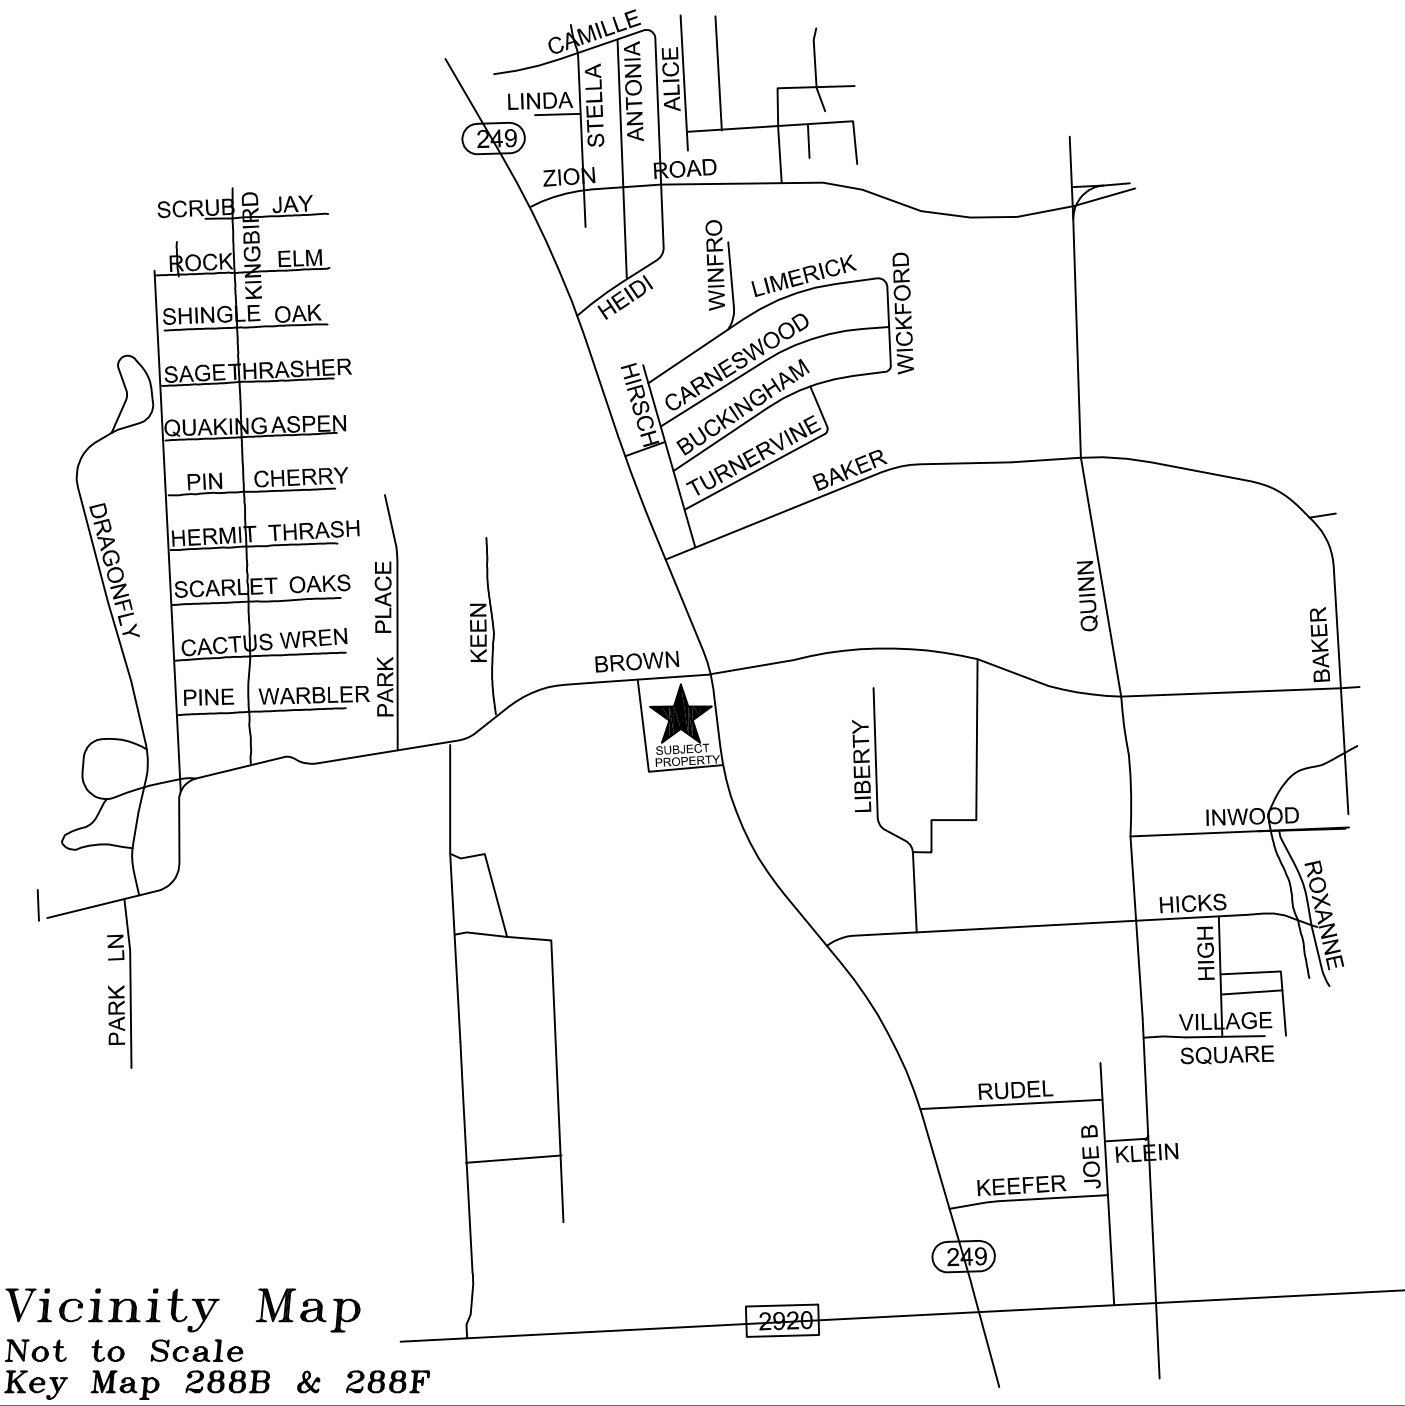 CAMILLE
LINDA
STELLA
ANTONIA
ALICE
249
ZION ROAD
SCRUB JAY
KINGBIRD
ROCK ELM
SHINGLE OAK
SAGETHRASHER
QUAKING ASPEN
PIN CHERRY
HERMIT THRASH
SCARLET OAKS
CACTUS WREN
PINE WARBLER
DRAGONFLY
PARK PLACE
KEEN
HEIDI
WINFRO
LIMERICK
WICKFORD
CARNESWOOD
HIRSCH
BUCKINGHAM
TURNERVINE
BAKER
QUINN
BAKER
BROWN
SUBJECT
PROPERTY
LIBERTY
INWOOD
ROXANNE
HICKS
HIGH
PARK LN
VILLAGE
SQUARE
RUDEL
JOE B
KLEIN
KEEFER
249
2920
Vicinity Map
Not to Scale
Key Map 288B & 288F